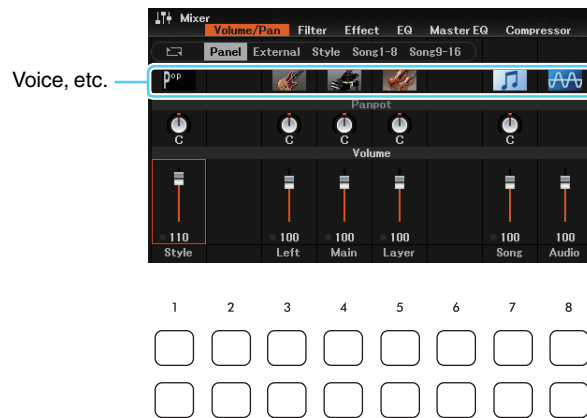 Mixer
Volume/Pan Filter Effect EQ Master EQ Compressor
Panel External Style Song1-8 Song9-16
Voice, etc.
Pop
Panpot
C C C C C
Volume
110 100 100 100 100 100
Style Left Main Layer Song Audio
1 2 3 4 5 6 7 8